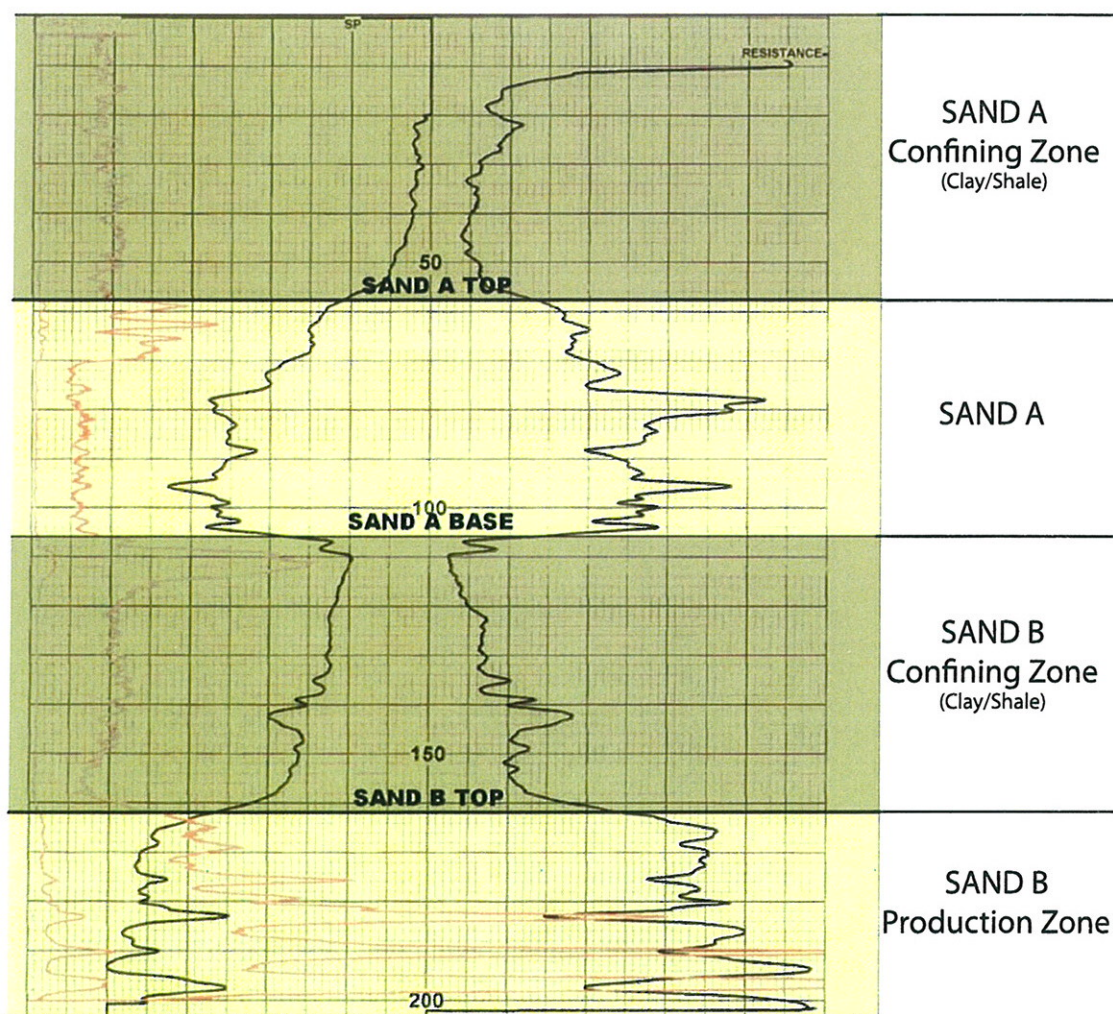 SP
RESISTANCE
SAND A
Confining Zone
(Clay/Shale)
50
SAND A TOP
SAND A
100
SAND A BASE
SAND B
Confining Zone
(Clay/Shale)
150
SAND B TOP
SAND B
Production Zone
200